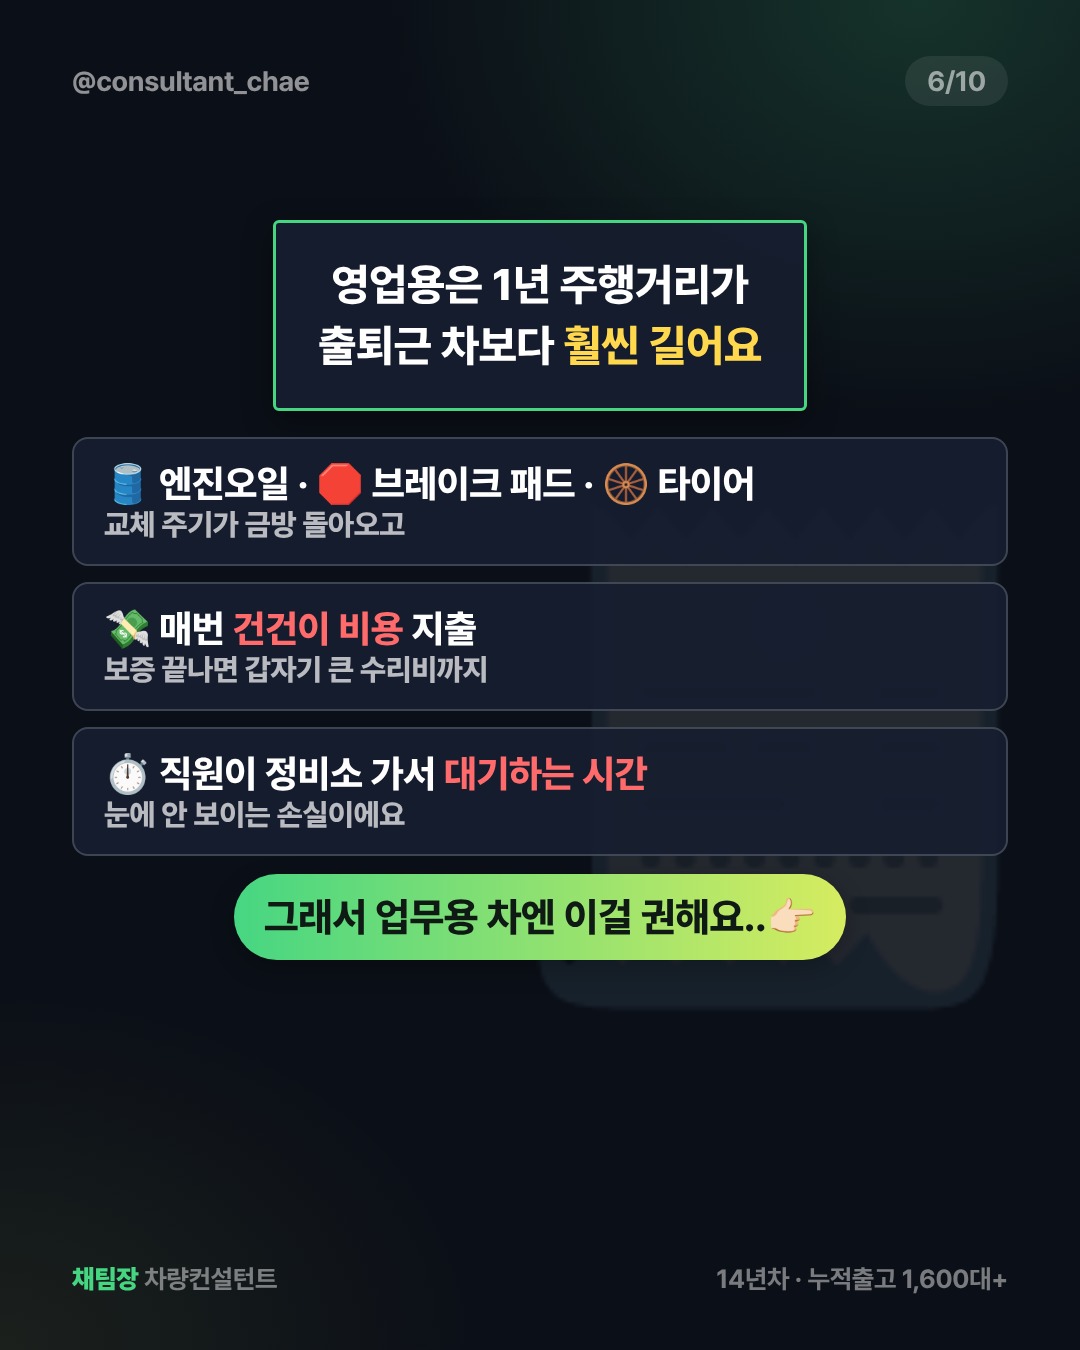 @consultant_chae
6/10
영업용은 1년 주행거리가
출퇴근 차보다 훨씬 길어요
🛢️ 엔진오일 · 🛑 브레이크 패드 · 🛞 타이어
교체 주기가 금방 돌아오고
💸 매번 건건이 비용 지출
보증 끝나면 갑자기 큰 수리비까지
⏱️ 직원이 정비소 가서 대기하는 시간
눈에 안 보이는 손실이에요
그래서 업무용 차엔 이걸 권해요..👉🏻
채팀장 차량컨설턴트
14년차 · 누적출고 1,600대+